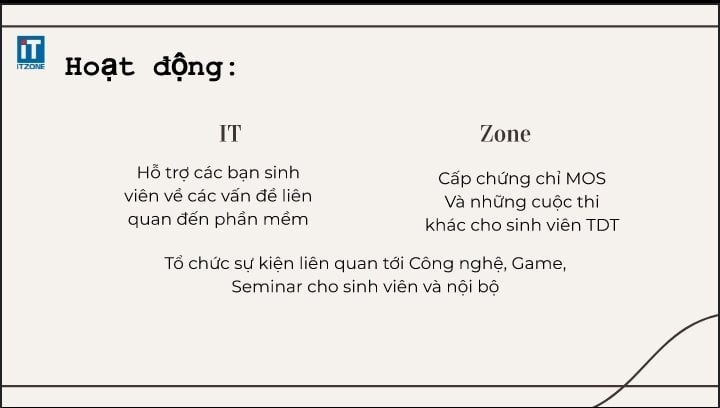 iT
iTZONE
Hoạt động:
IT
Hỗ trợ các bạn sinh
viên về các vấn đề liên
quan đến phần mềm
Zone
Cấp chứng chỉ MOS
Và những cuộc thi
khác cho sinh viên TDT
Tổ chức sự kiện liên quan tới Công nghệ, Game,
Seminar cho sinh viên và nội bộ